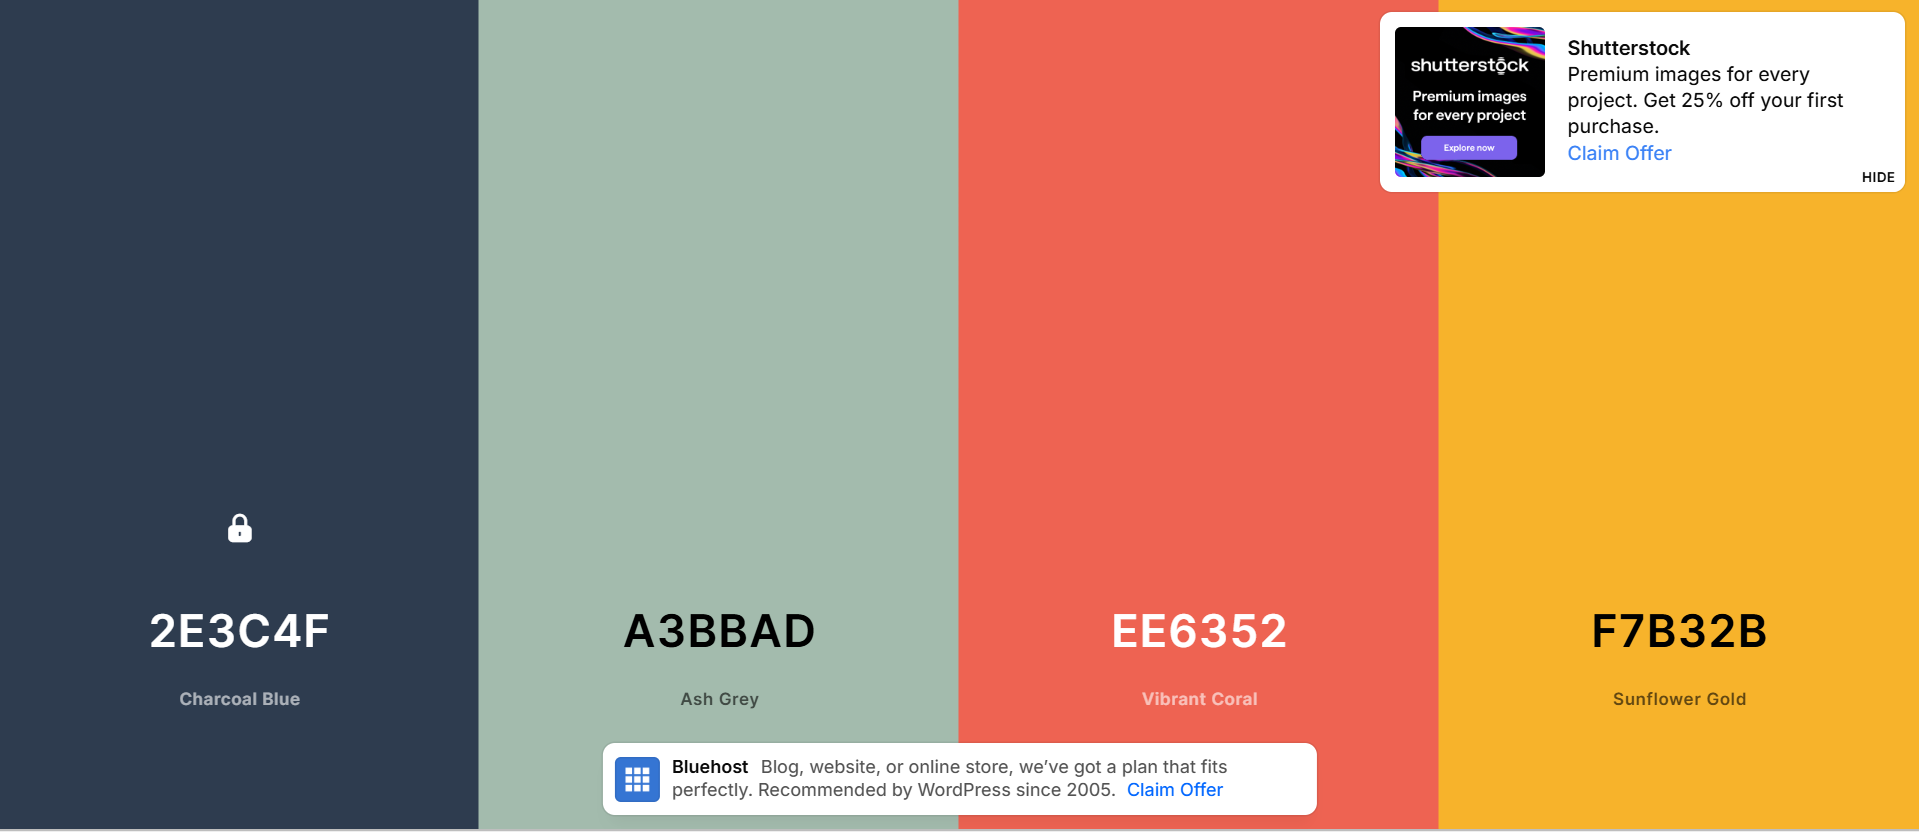 shutterstock
Premium images
for every project
Explore now
Shutterstock
Premium images for every
project. Get 25% off your first
purchase.
Claim Offer
HIDE
2E3C4F
Charcoal Blue
A3BBAD
Ash Grey
EE6352
Vibrant Coral
F7B32B
Sunflower Gold
Bluehost Blog, website, or online store, we’ve got a plan that fits
perfectly. Recommended by WordPress since 2005. Claim Offer